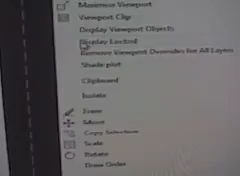 Maximize Viewport
Viewport Clip
Display Viewport Objects
Display Locked
Remove Viewport Overrides for All Layers
Shade plot
Clipboard
Isolate
Erase
Move
Copy Selection
Scale
Rotate
Draw Order